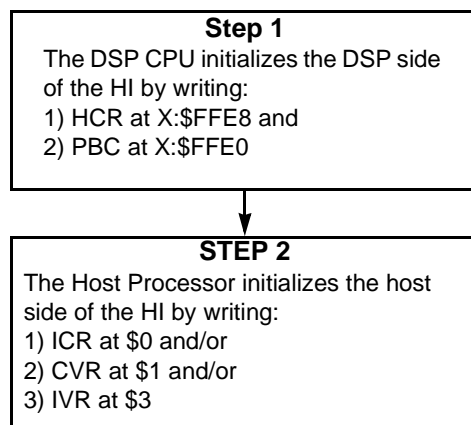 Step 1
The DSP CPU initializes the DSP side
of the HI by writing:
1) HCR at X:$FFE8 and
2) PBC at X:$FFE0
STEP 2
The Host Processor initializes the host
side of the HI by writing:
1) ICR at $0 and/or
2) CVR at $1 and/or
3) IVR at $3